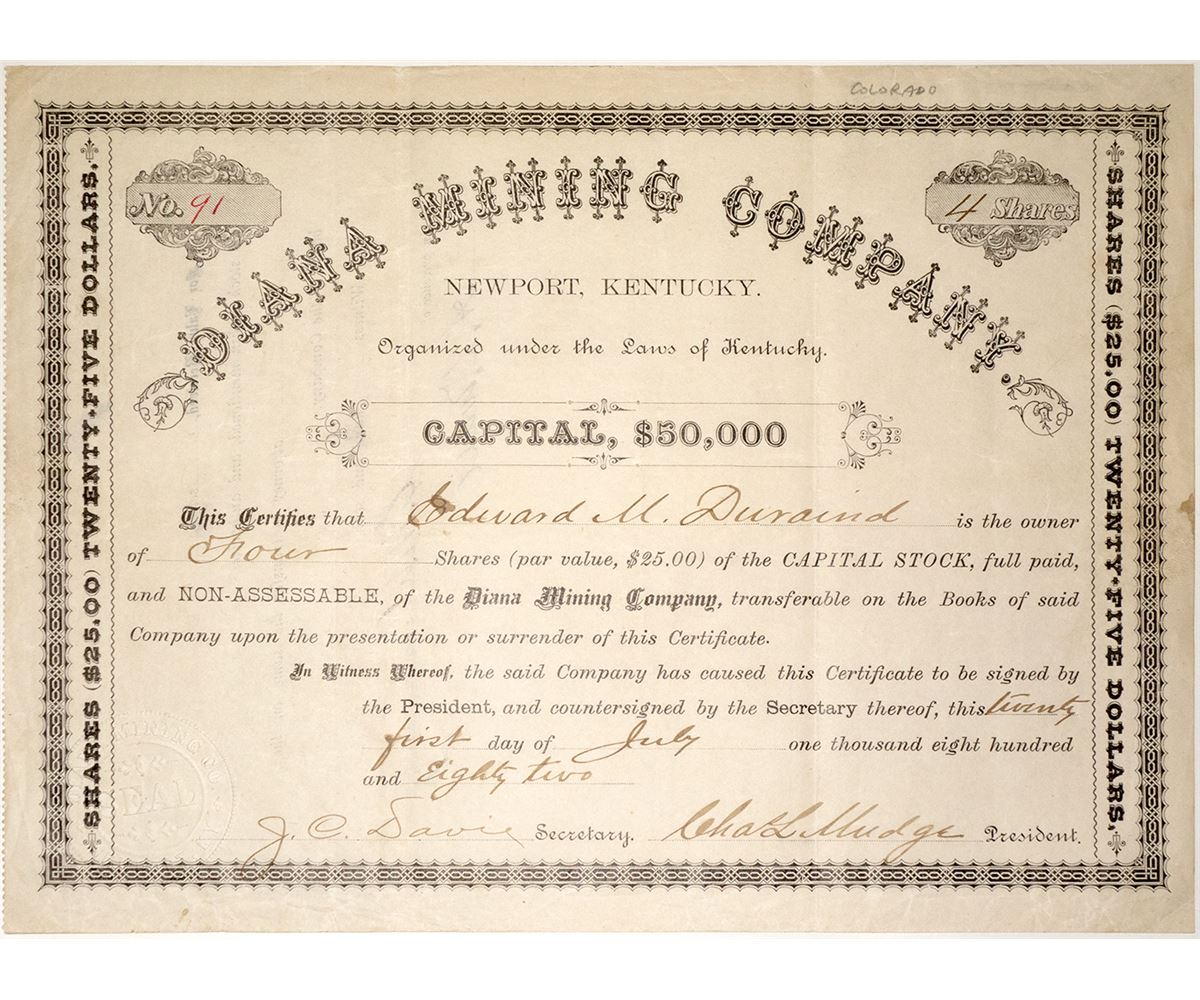 COLORADO
No. 91
4 Shares
DIANA MINING COMPANY.
NEWPORT, KENTUCKY.
Organized under the Laws of Kentucky.
CAPITAL, $50,000
This Certifies that Edward M. Duraind is the owner
of Four Shares (par value, $25.00) of the CAPITAL STOCK, full paid,
and NON-ASSESSABLE, of the Diana Mining Company, transferable on the Books of said
Company upon the presentation or surrender of this Certificate.
In Witness Whereof, the said Company has caused this Certificate to be signed by
the President, and countersigned by the Secretary thereof, this twenty
first day of July one thousand eight hundred
and Eighty two
J. C. Davie Secretary. Chas L Mudge President.
SHARES ($25.00) TWENTY-FIVE DOLLARS.
SHARES ($25.00) TWENTY-FIVE DOLLARS.
MINING CO.
SEAL